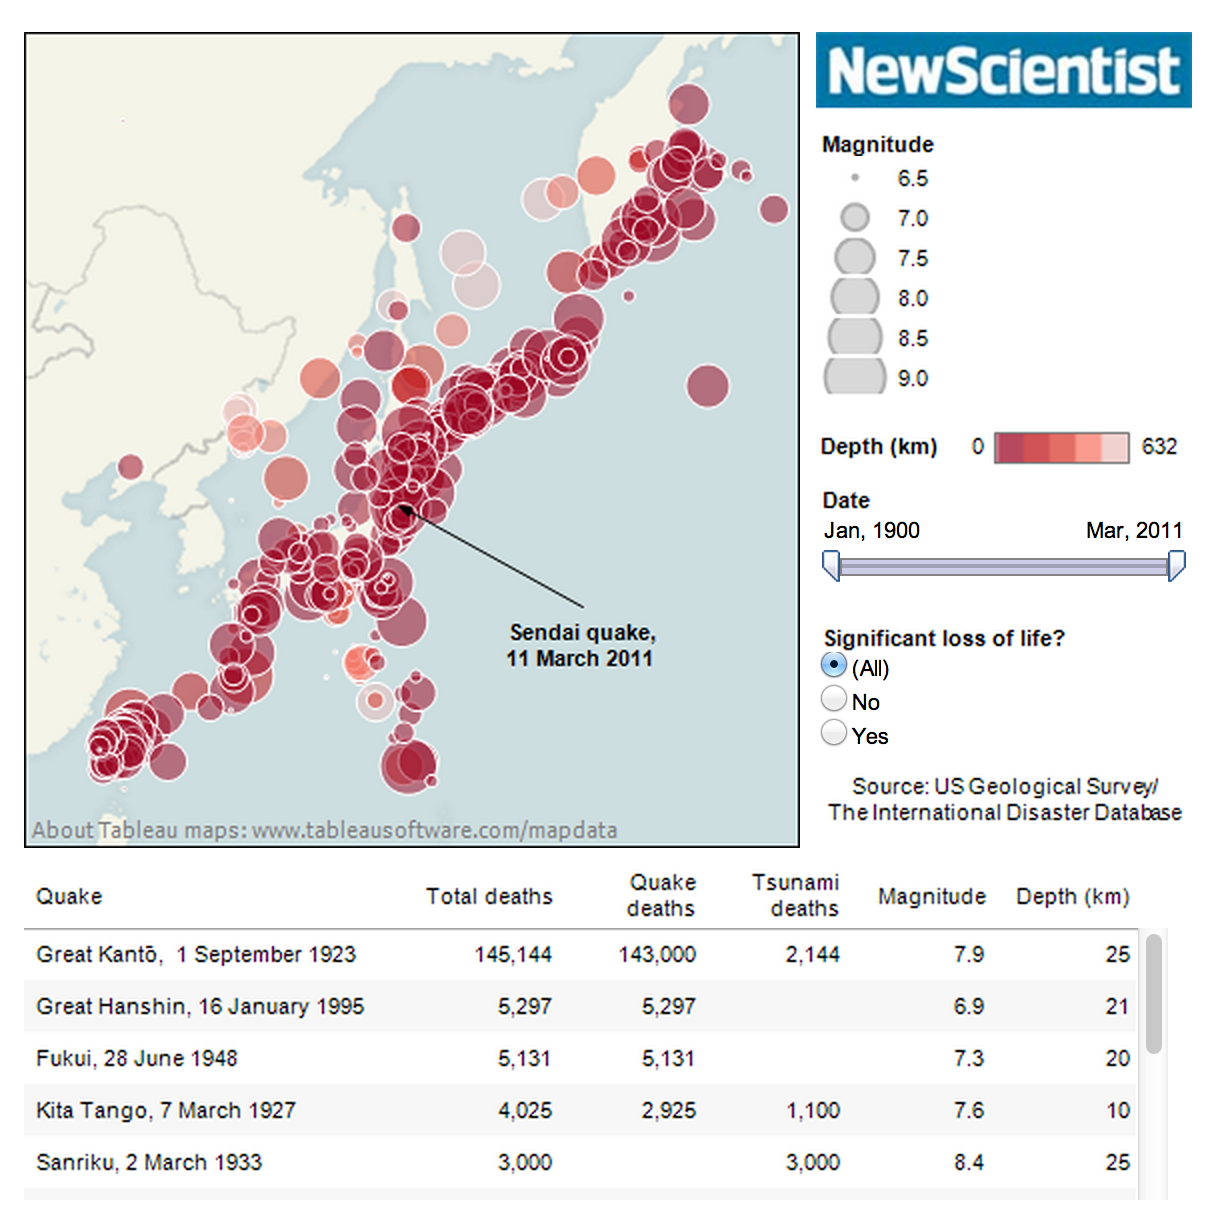 NewScientist
Magnitude
6.5
7.0
7.5
8.0
8.5
9.0
Depth (km) 0 632
Date
Jan, 1900 Mar, 2011
Significant loss of life?
(All)
No
Yes
Source: US Geological Survey/
The International Disaster Database
Sendai quake,
11 March 2011
About Tableau maps: www.tableausoftware.com/mapdata
Quake Total deaths Quake deaths Tsunami deaths Magnitude Depth (km)
Great Kantō, 1 September 1923 145,144 143,000 2,144 7.9 25
Great Hanshin, 16 January 1995 5,297 5,297 6.9 21
Fukui, 28 June 1948 5,131 5,131 7.3 20
Kita Tango, 7 March 1927 4,025 2,925 1,100 7.6 10
Sanriku, 2 March 1933 3,000 3,000 8.4 25